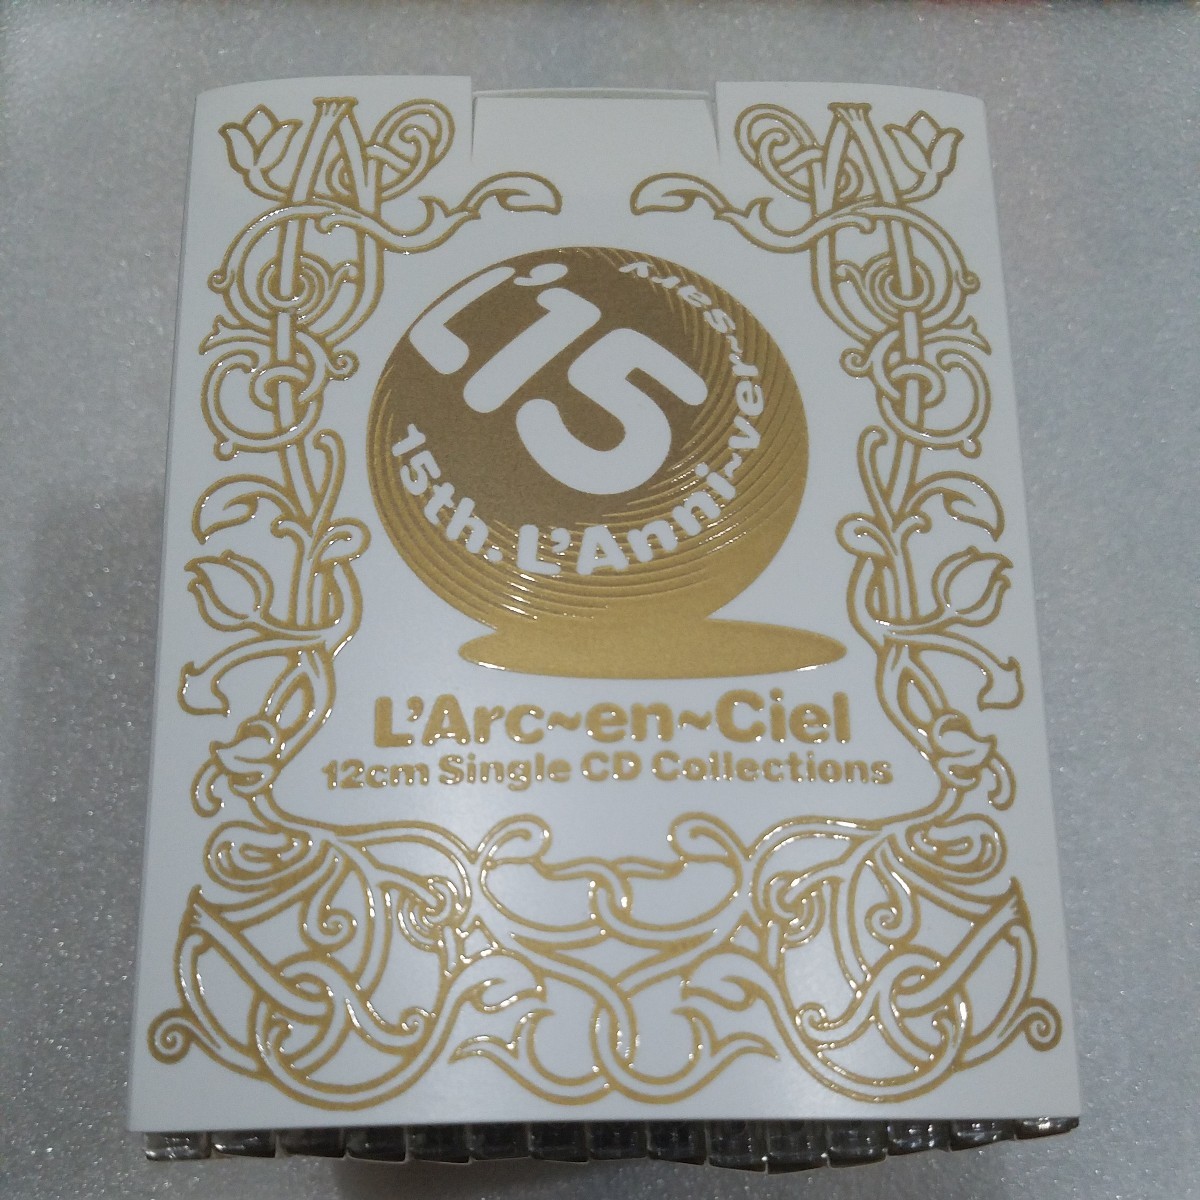 L'15
15th. L'Anni~ver~sary
L'Arc~en~Ciel
12cm Single CD Collections